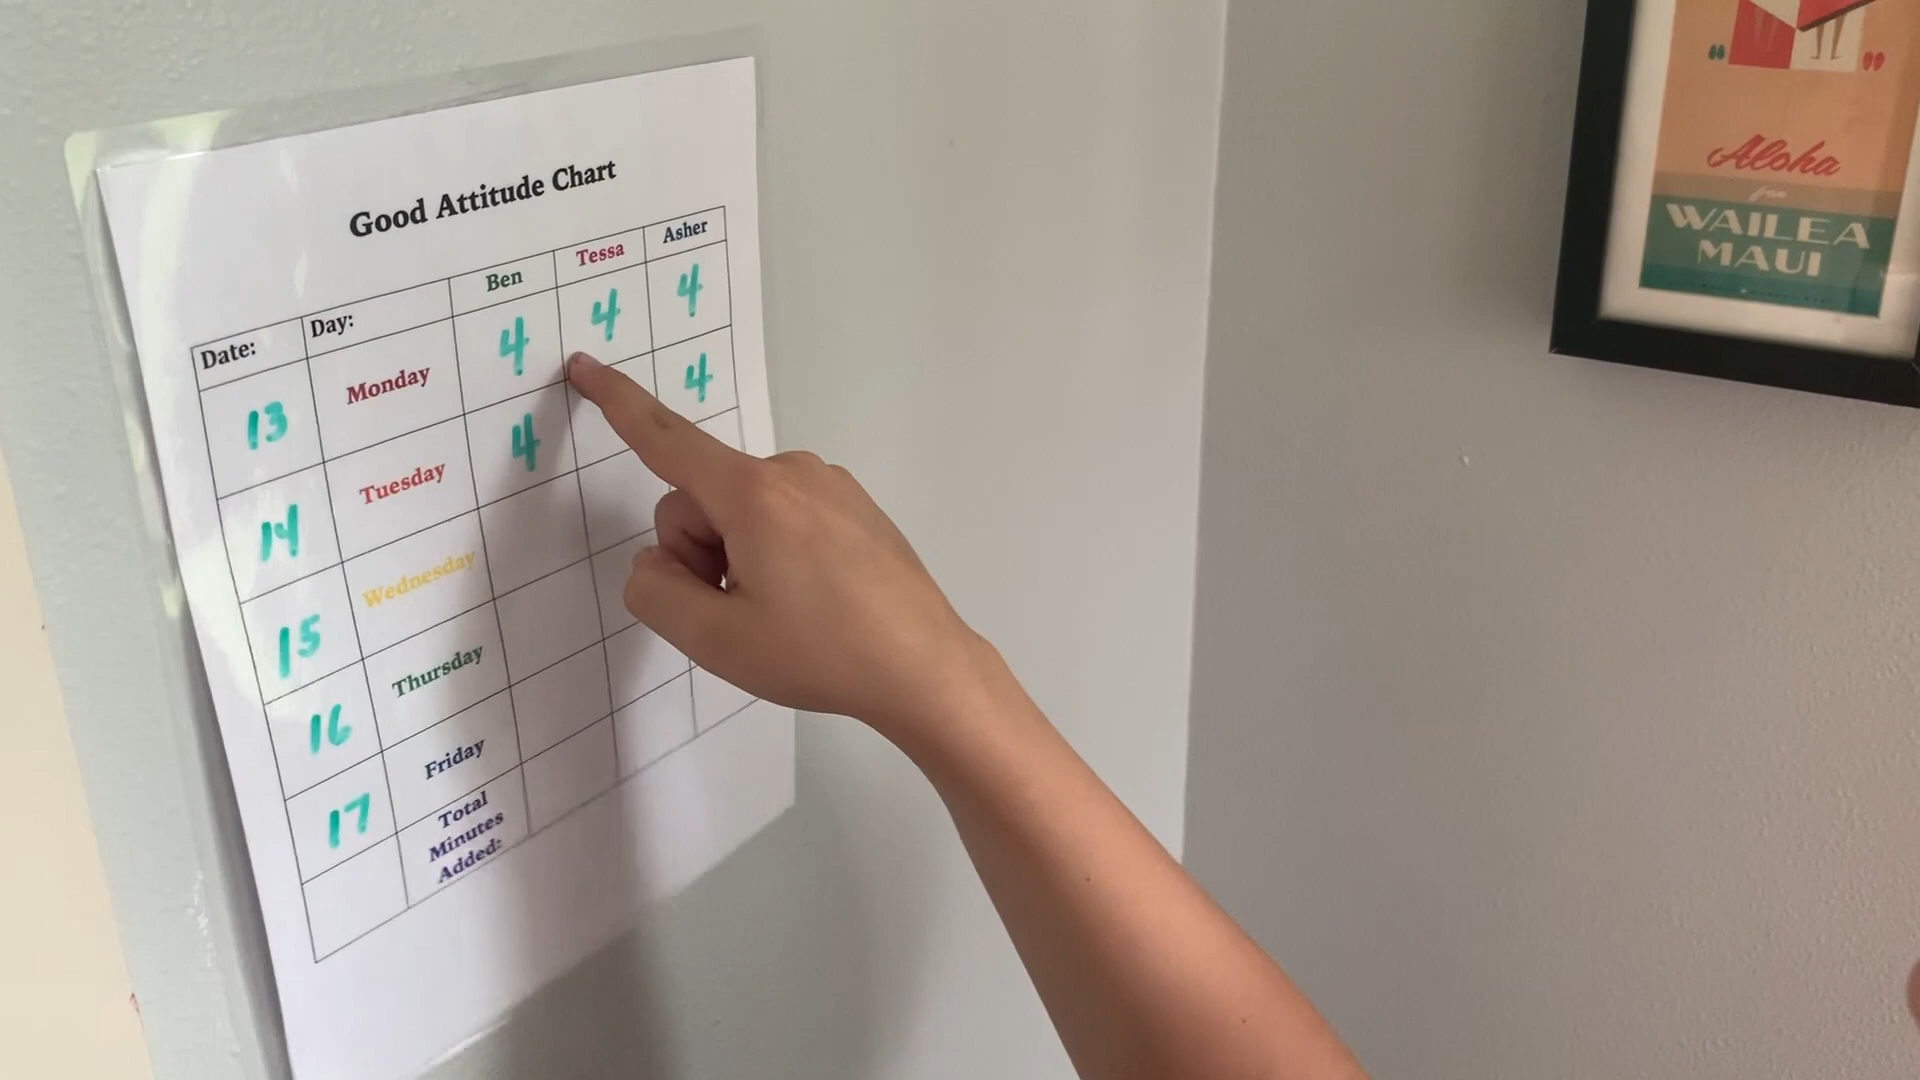 Good Attitude Chart
Date: Day: Ben Tessa Asher
13 Monday 4 4 4
14 Tuesday 4 4
15 Wednesday
16 Thursday
17 Friday
Total
Minutes
Added:
Aloha
from
WAILEA
MAUI